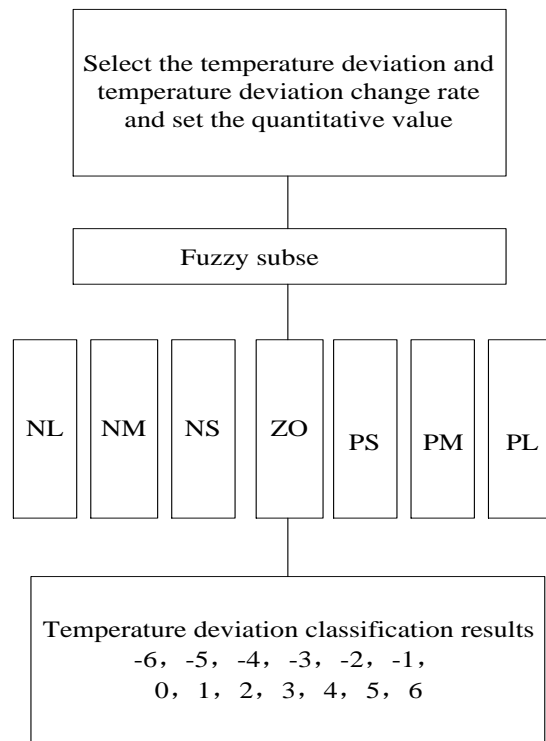 Select the temperature deviation and
temperature deviation change rate
and set the quantitative value
Fuzzy subse
NL NM NS ZO PS PM PL
Temperature deviation classification results
-6, -5, -4, -3, -2, -1,
0, 1, 2, 3, 4, 5, 6